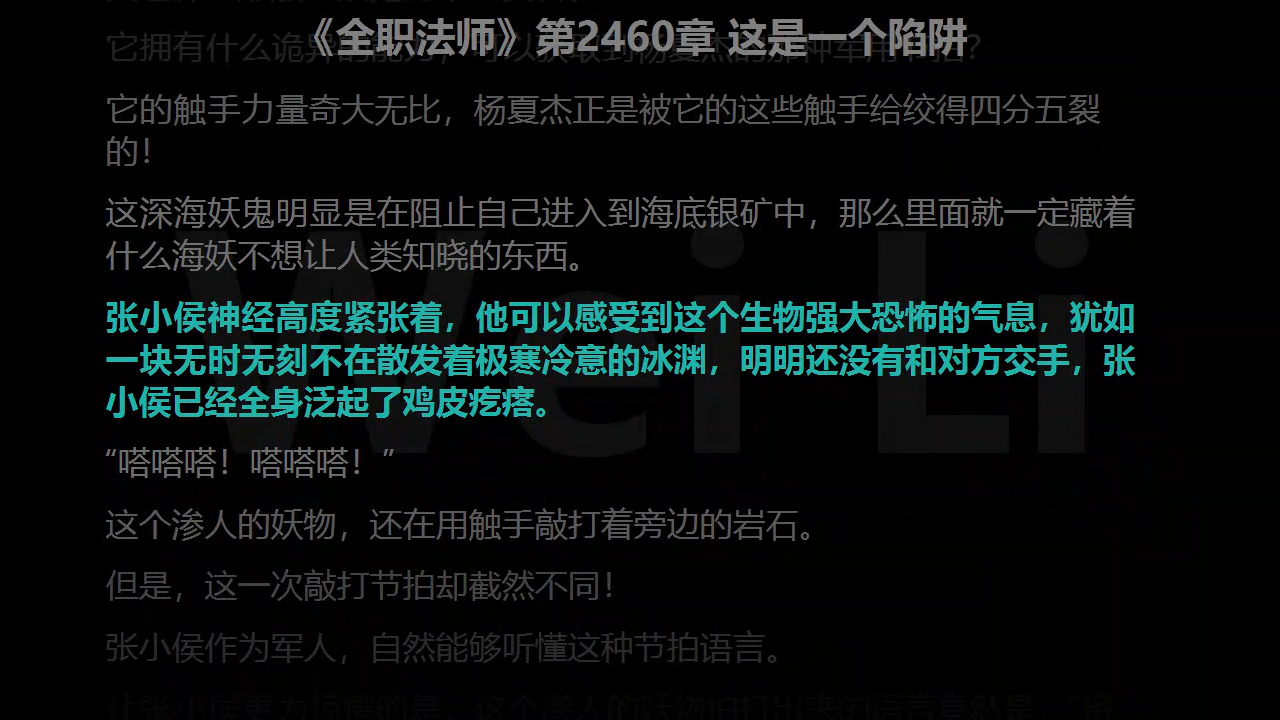 《全职法师》第2460章 这是一个陷阱
它的触手力量奇大无比，杨夏杰正是被它的这些触手给绞得四分五裂
的！
这深海妖鬼明显是在阻止自己进入到海底银矿中，那么里面就一定藏着
什么海妖不想让人类知晓的东西。
张小侯神经高度紧张着，他可以感受到这个生物强大恐怖的气息，犹如
一块无时无刻不在散发着极寒冷意的冰渊，明明还没有和对方交手，张
小侯已经全身泛起了鸡皮疙瘩。
“嗒嗒嗒！嗒嗒嗒！”
这个渗人的妖物，还在用触手敲打着旁边的岩石。
但是，这一次敲打节拍却截然不同！
张小侯作为军人，自然能够听懂这种节拍语言。
Wei Li